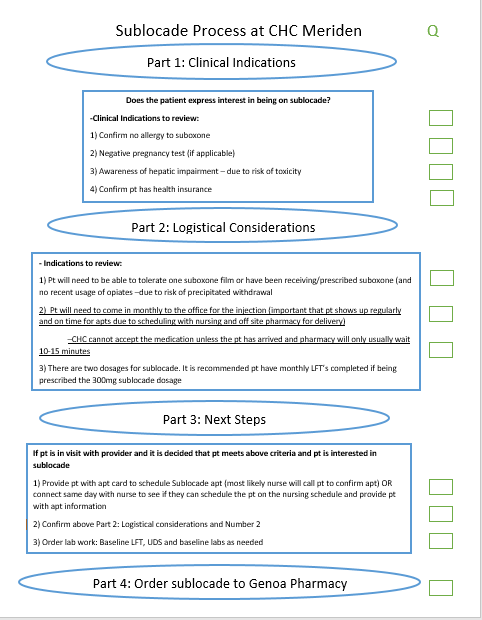 Sublocade Process at CHC Meriden
Q
Part 1: Clinical Indications
Does the patient express interest in being on sublocade?
-Clinical Indications to review:
1) Confirm no allergy to suboxone
2) Negative pregnancy test (if applicable)
3) Awareness of hepatic impairment – due to risk of toxicity
4) Confirm pt has health insurance
Part 2: Logistical Considerations
- Indications to review:
1) Pt will need to be able to tolerate one suboxone film or have been receiving/prescribed suboxone (and
no recent usage of opiates –due to risk of precipitated withdrawal
2)  Pt will need to come in monthly to the office for the injection (important that pt shows up regularly
and on time for apts due to scheduling with nursing and off site pharmacy for delivery)
–CHC cannot accept the medication unless the pt has arrived and pharmacy will only usually wait
10-15 minutes
3) There are two dosages for sublocade. It is recommended pt have monthly LFT's completed if being
prescribed the 300mg sublocade dosage
Part 3: Next Steps
If pt is in visit with provider and it is decided that pt meets above criteria and pt is interested in
sublocade
1) Provide pt with apt card to schedule Sublocade apt (most likely nurse will call pt to confirm apt) OR
connect same day with nurse to see if they can schedule the pt on the nursing schedule and provide pt
with apt information
2) Confirm above Part 2: Logistical considerations and Number 2
3) Order lab work: Baseline LFT, UDS and baseline labs as needed
Part 4: Order sublocade to Genoa Pharmacy